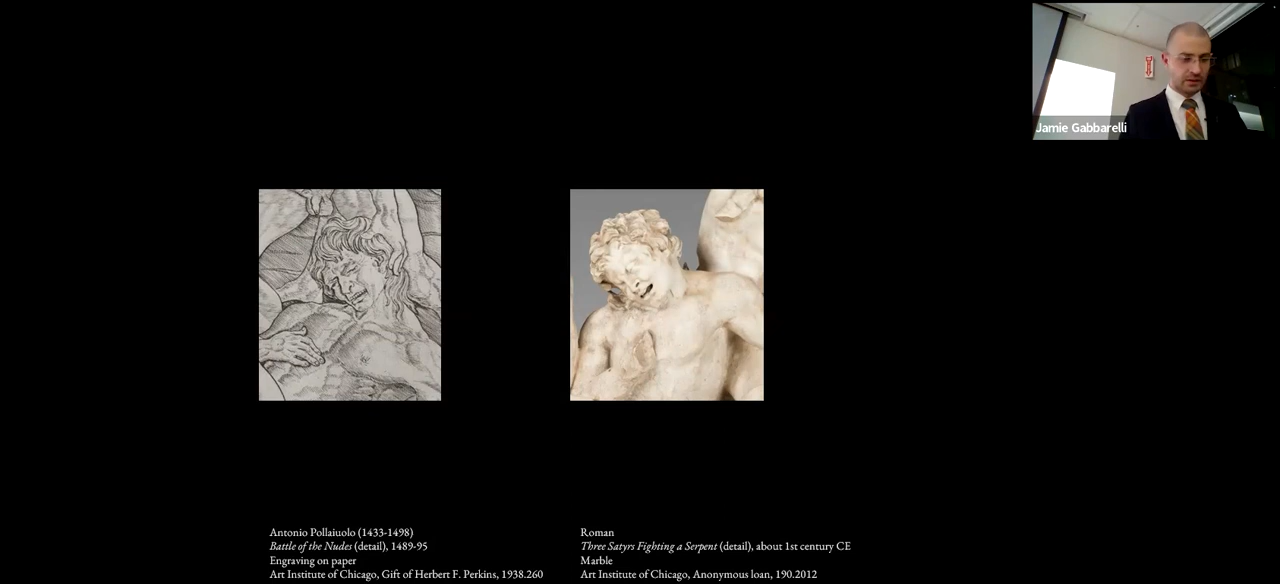 Jamie Gabbarelli
Antonio Pollaiuolo (1433-1498)
Battle of the Nudes (detail), 1489-95
Engraving on paper
Art Institute of Chicago, Gift of Herbert F. Perkins, 1938.260
Roman
Three Satyrs Fighting a Serpent (detail), about 1st century CE
Marble
Art Institute of Chicago, Anonymous loan, 190.2012